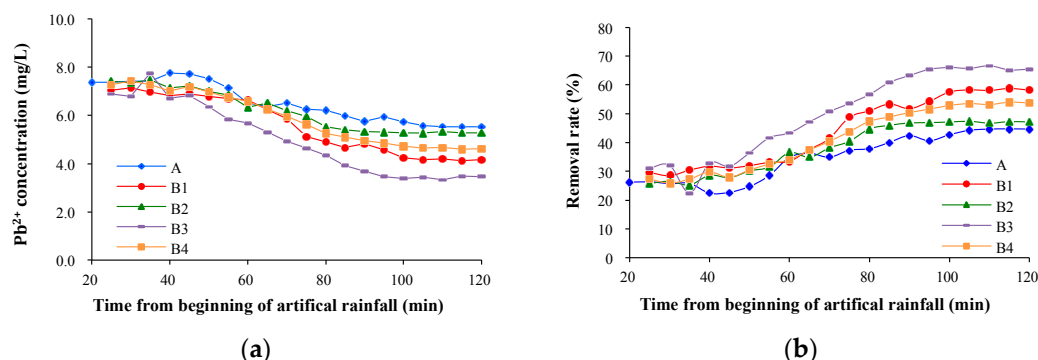 10.0
8.0
6.0
4.0
2.0
0.0
Pb²⁺ concentration (mg/L)
A
B1
B2
B3
B4
20 40 60 80 100 120
Time from beginning of artifical rainfall (min)
(a)
80
70
60
50
40
30
20
10
0
Removal rate (%)
A
B1
B2
B3
B4
20 40 60 80 100 120
Time from beginning of artifical rainfall (min)
(b)